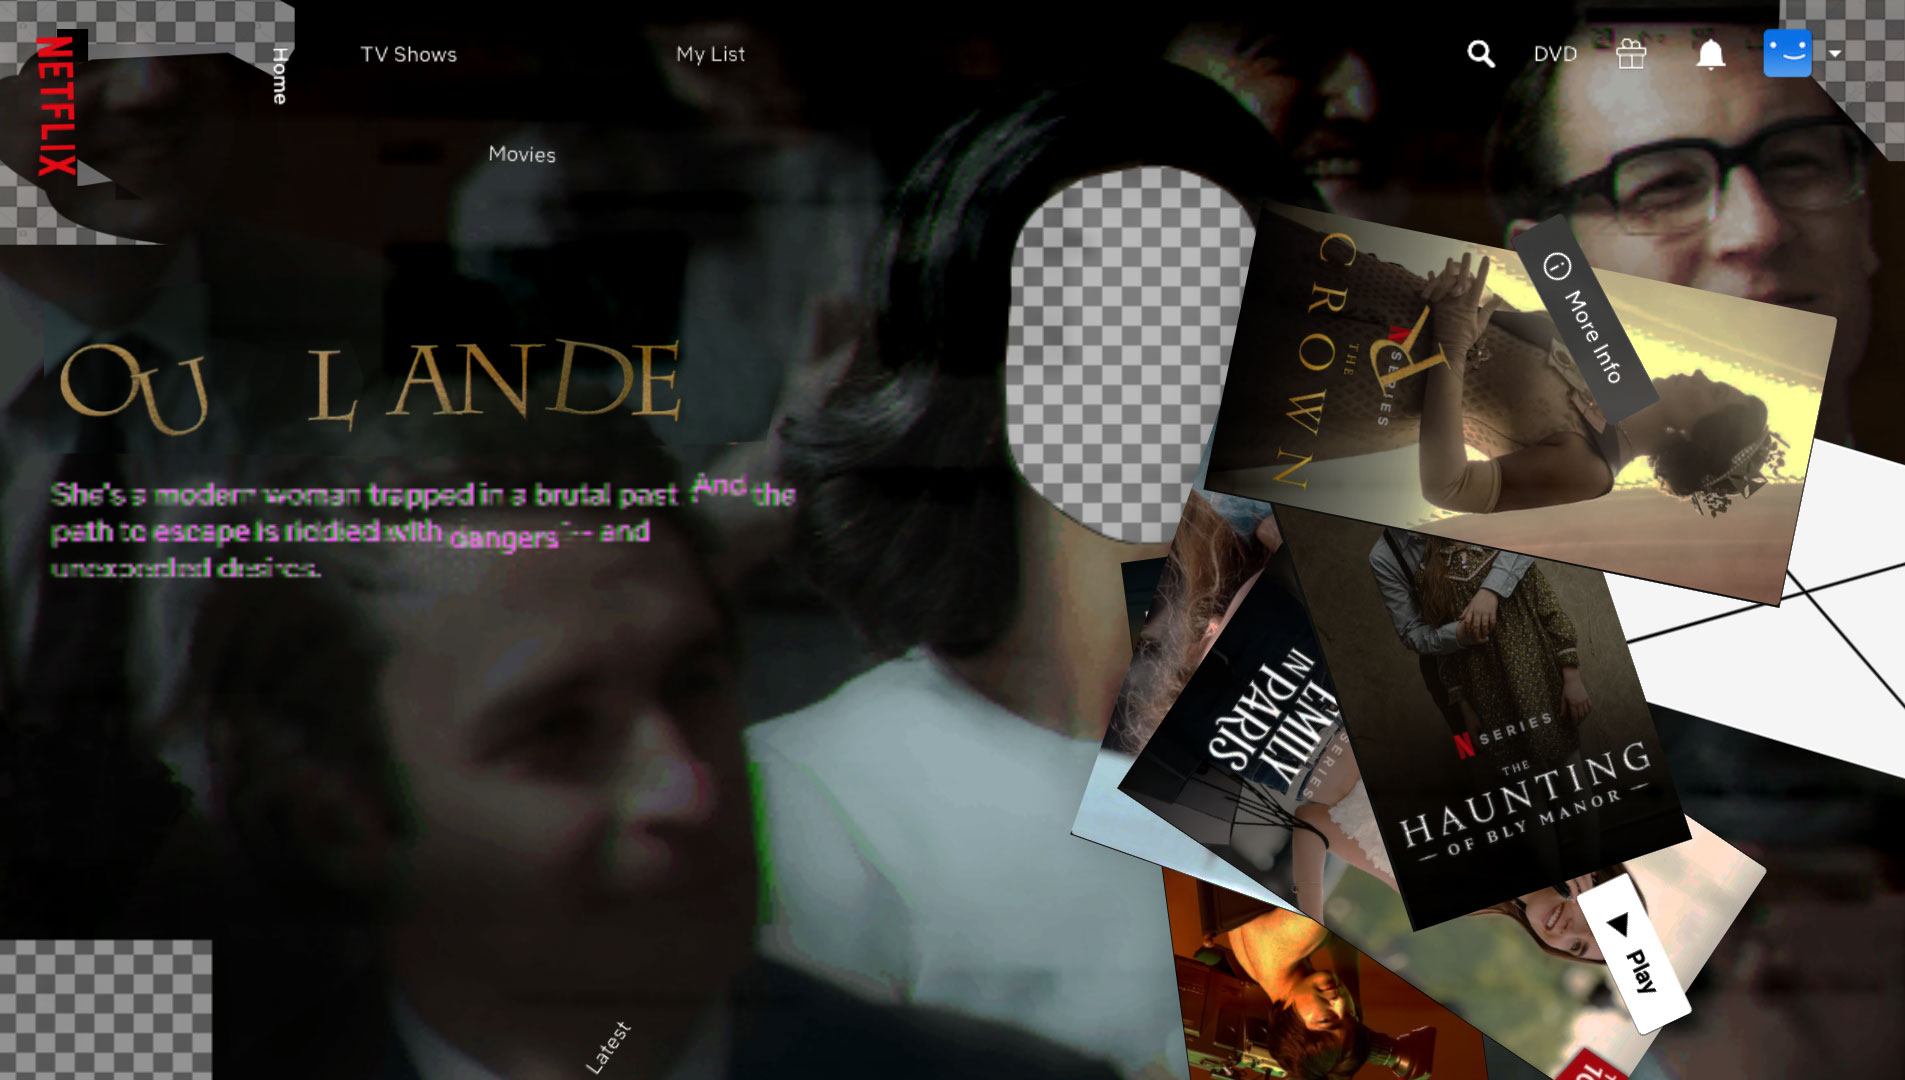 NETFLIX
Home
TV Shows
Movies
My List
DVD
OU LANDE
R
She's a modern woman trapped in a brutal past. And the
path to escape is riddled with dangers -- and
unexpected desires.
THE
CROWN
N SERIES
More Info
EMILY
IN PARIS
SERIES
N SERIES
THE
HAUNTING
OF BLY MANOR
Play
Latest
10